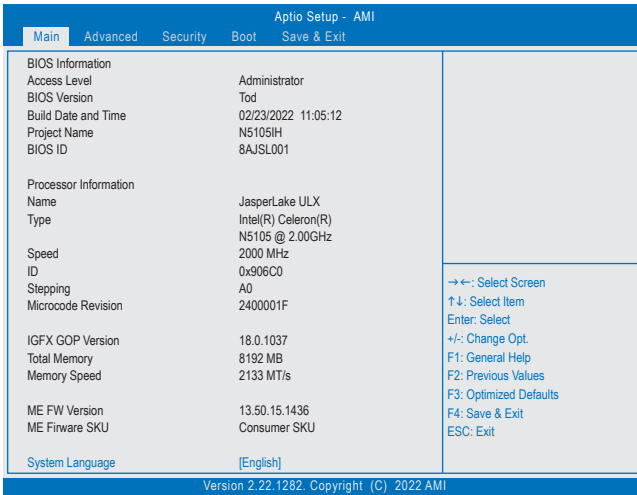 Aptio Setup - AMI
Main Advanced Security Boot Save & Exit
BIOS Information
Access Level Administrator
BIOS Version Tod
Build Date and Time 02/23/2022 11:05:12
Project Name N5105IH
BIOS ID 8AJSL001
Processor Information
Name JasperLake ULX
Type Intel(R) Celeron(R)
N5105 @ 2.00GHz
Speed 2000 MHz
ID 0x906C0
Stepping A0
Microcode Revision 2400001F
IGFX GOP Version 18.0.1037
Total Memory 8192 MB
Memory Speed 2133 MT/s
ME FW Version 13.50.15.1436
ME Firware SKU Consumer SKU
System Language [English]
→←: Select Screen
↑↓: Select Item
Enter: Select
+/-: Change Opt.
F1: General Help
F2: Previous Values
F3: Optimized Defaults
F4: Save & Exit
ESC: Exit
Version 2.22.1282. Copyright (C) 2022 AMI